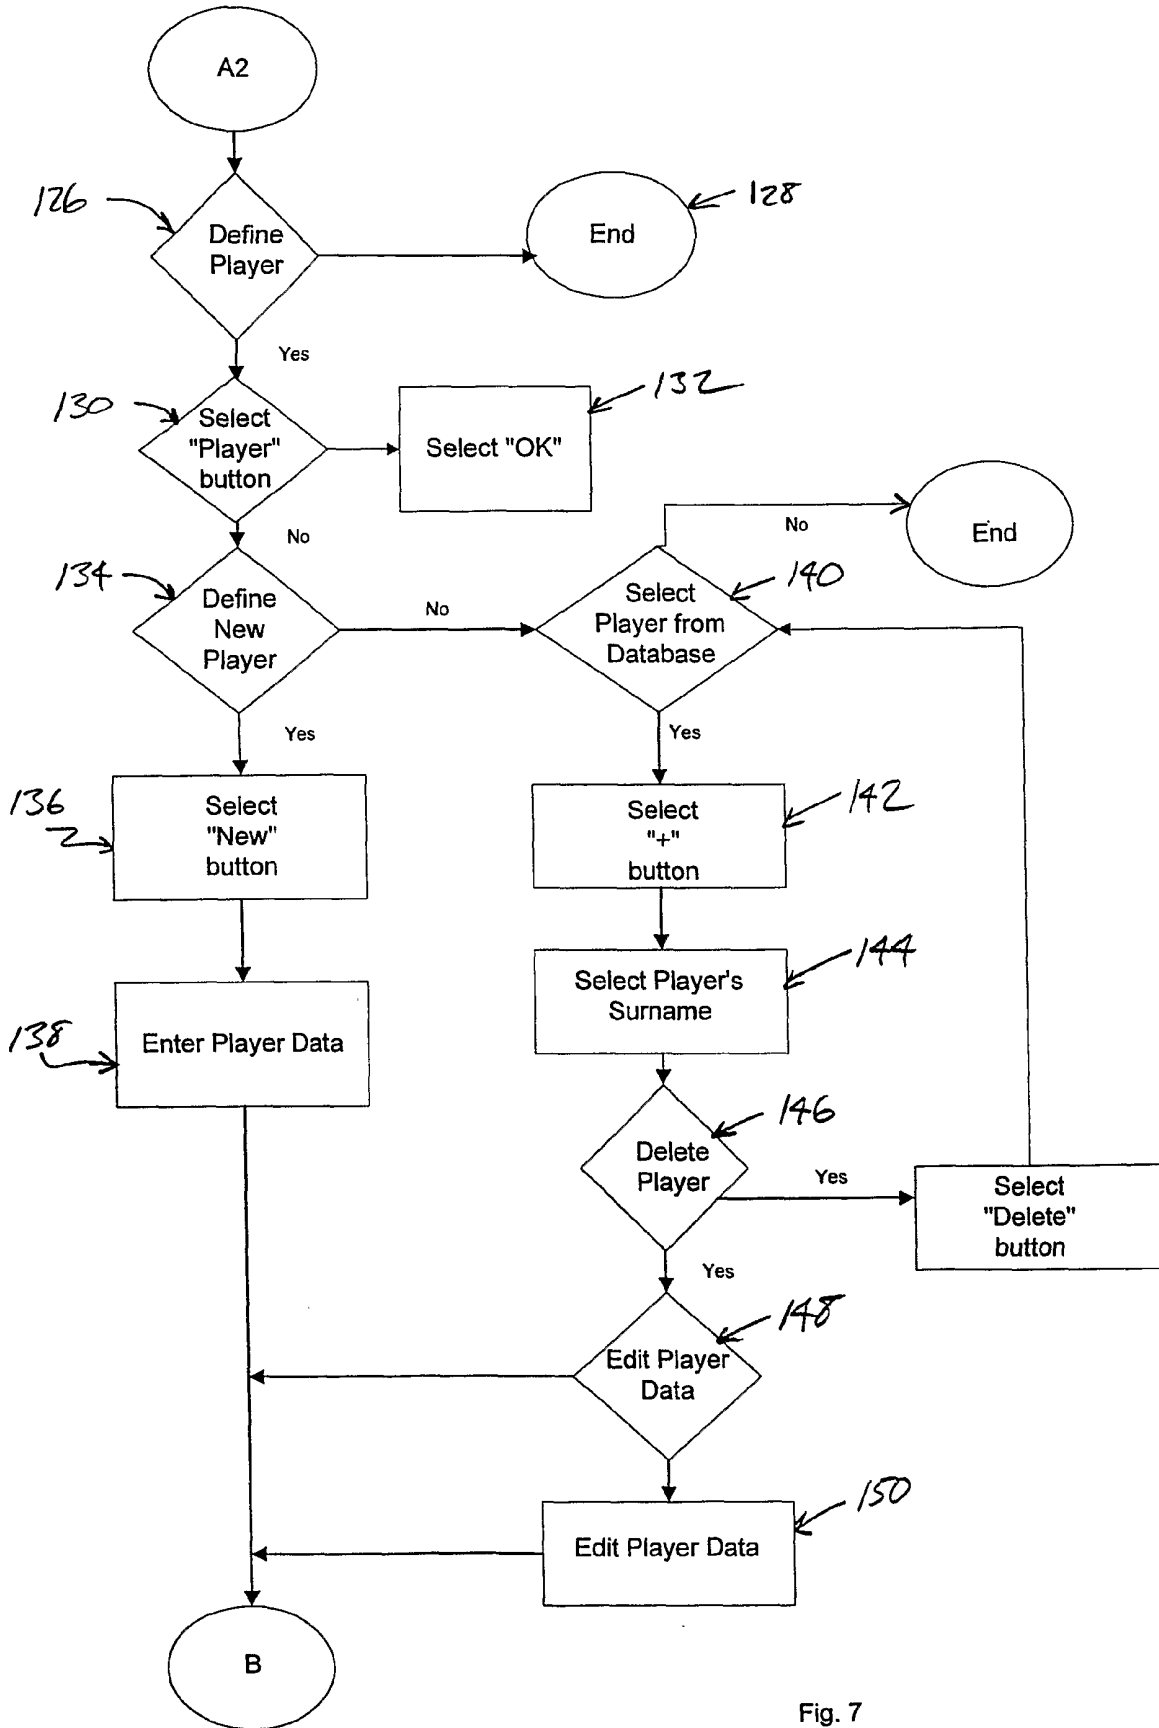 A2
126
Define
Player
End
128
Yes
130
Select
"Player"
button
Select "OK"
132
No
No
End
134
Define
New
Player
No
Select
Player from
Database
140
Yes
Yes
136
Select
"New"
button
Select
"+"
button
142
138
Enter Player Data
Select Player's
Surname
144
Delete
Player
146
Yes
Select
"Delete"
button
Yes
148
Edit Player
Data
Edit Player Data
150
B
Fig. 7